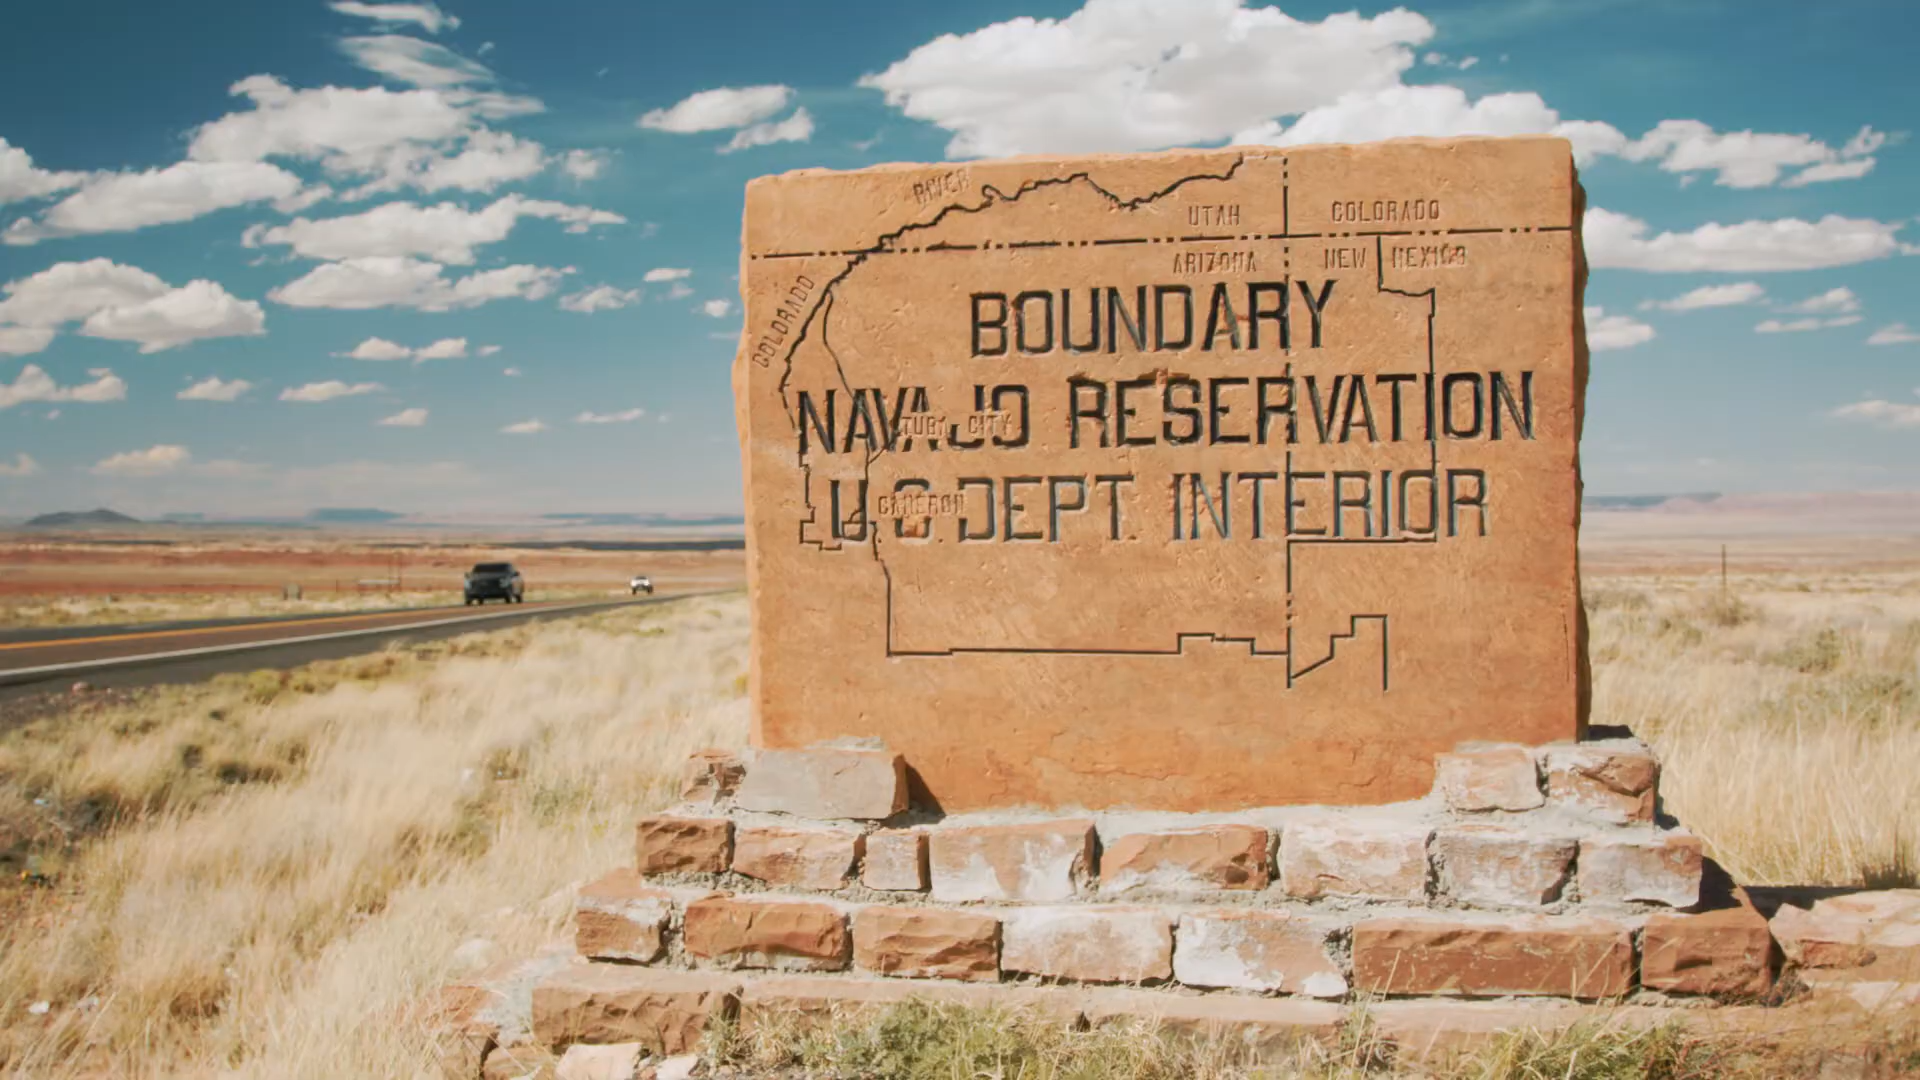 RIVER
UTAH
COLORADO
ARIZONA
NEW MEXICO
COLORADO
BOUNDARY
NAVAJO RESERVATION
TUBA CITY
CAMERON
U.S. DEPT. INTERIOR